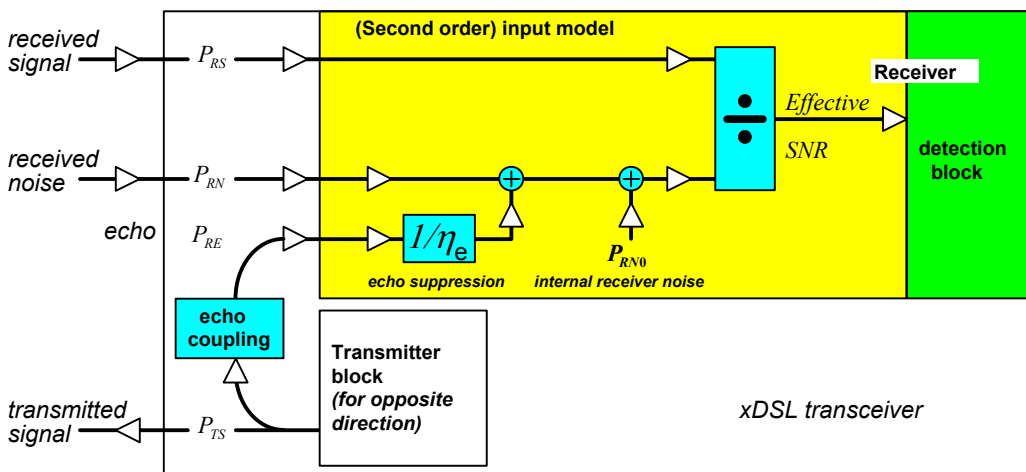 received
signal
P_RS
(Second order) input model
Receiver
Effective
SNR
detection
block
received
noise
P_RN
echo
P_RE
1/η_e
echo suppression
P_RN0
internal receiver noise
echo
coupling
Transmitter
block
(for opposite
direction)
transmitted
signal
P_TS
xDSL transceiver